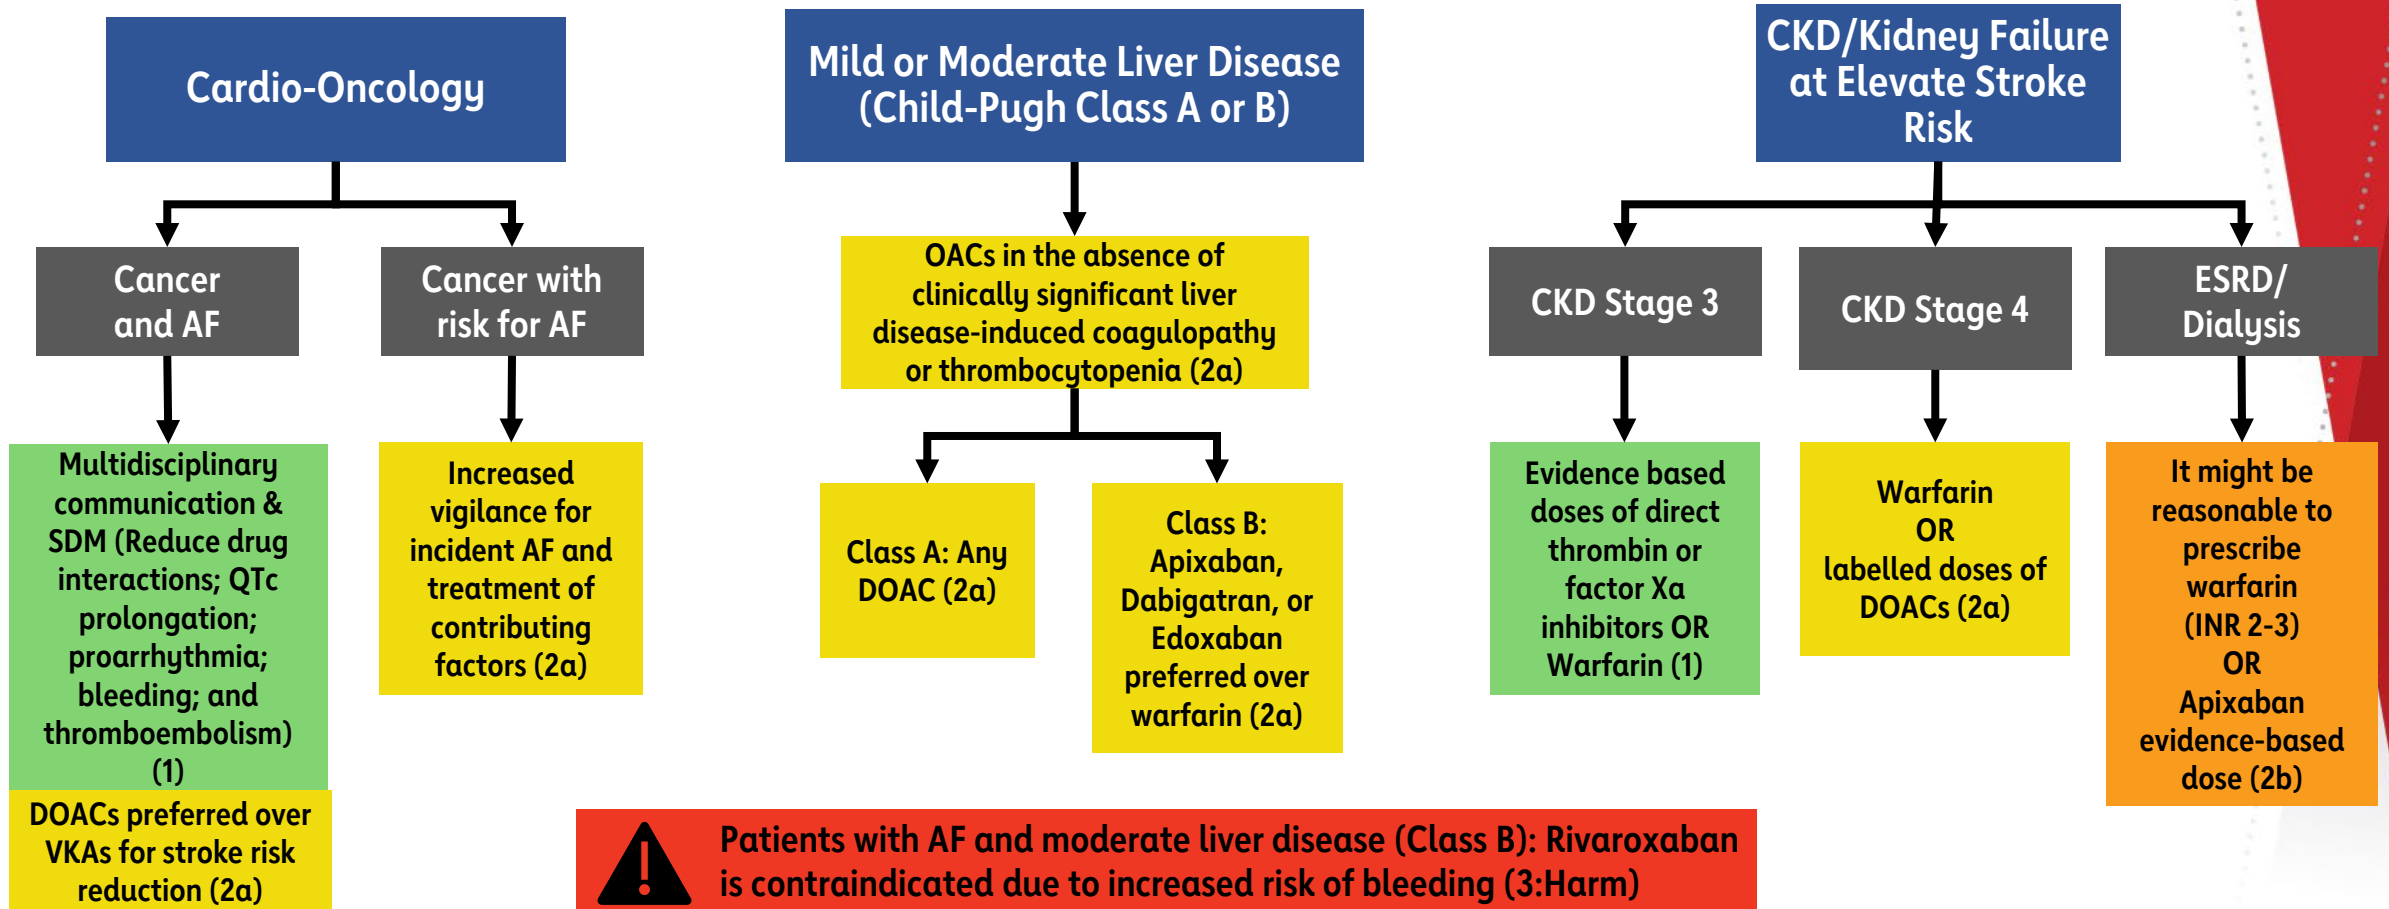 Cardio-Oncology
Cancer
and AF
Cancer with
risk for AF
Multidisciplinary
communication &
SDM (Reduce drug
interactions; QTc
prolongation;
proarrhythmia;
bleeding; and
thromboembolism)
(1)
DOACs preferred over
VKAs for stroke risk
reduction (2a)
Increased
vigilance for
incident AF and
treatment of
contributing
factors (2a)
Mild or Moderate Liver Disease
(Child-Pugh Class A or B)
OACs in the absence of
clinically significant liver
disease-induced coagulopathy
or thrombocytopenia (2a)
Class A: Any
DOAC (2a)
Class B:
Apixaban,
Dabigatran, or
Edoxaban
preferred over
warfarin (2a)
CKD/Kidney Failure
at Elevate Stroke
Risk
CKD Stage 3
CKD Stage 4
ESRD/
Dialysis
Evidence based
doses of direct
thrombin or
factor Xa
inhibitors OR
Warfarin (1)
Warfarin
OR
labelled doses of
DOACs (2a)
It might be
reasonable to
prescribe
warfarin
(INR 2-3)
OR
Apixaban
evidence-based
dose (2b)
Patients with AF and moderate liver disease (Class B): Rivaroxaban
is contraindicated due to increased risk of bleeding (3:Harm)